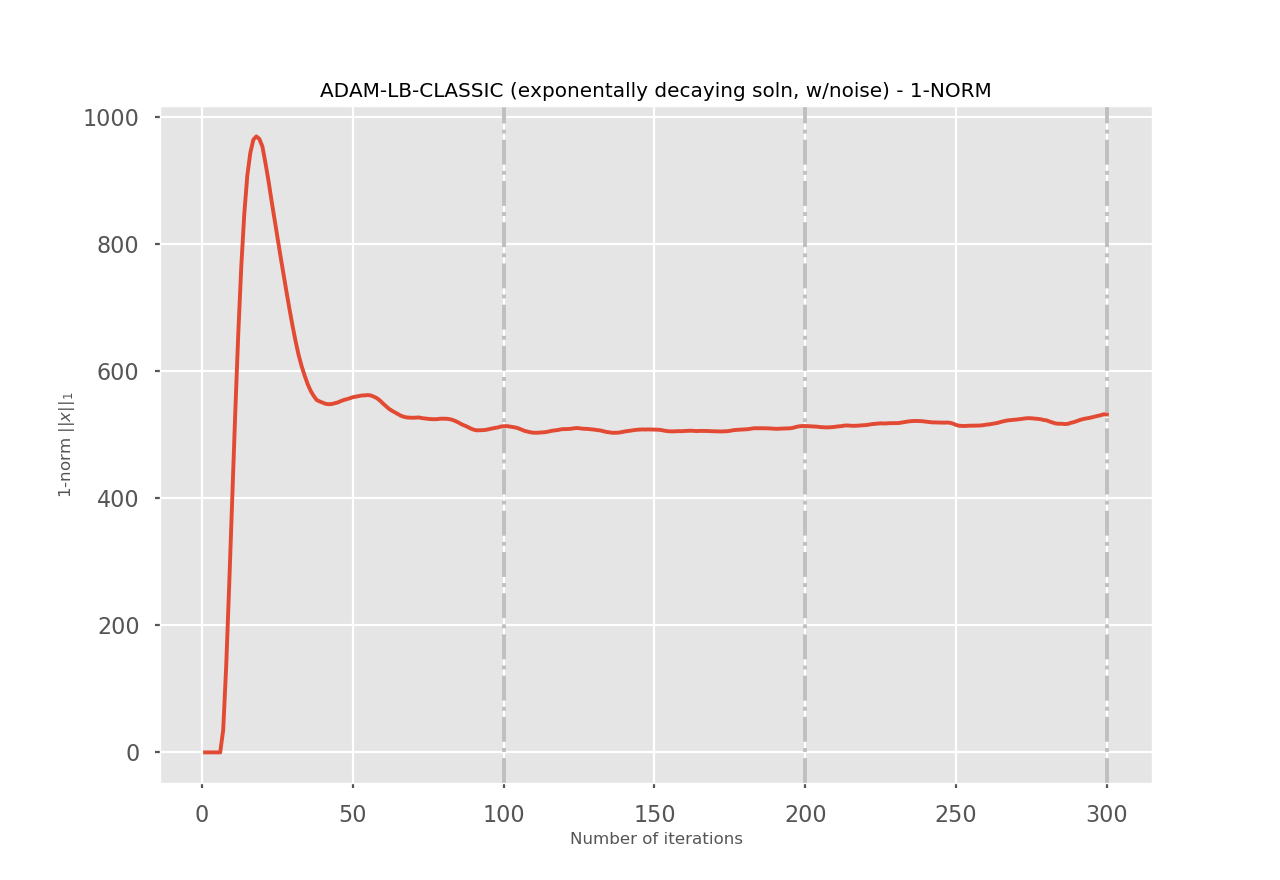 ADAM-LB-CLASSIC (exponentially decaying soln, w/noise) - 1-NORM
1000
800
600
400
200
0
1-norm ||x||₁
0 50 100 150 200 250 300
Number of iterations